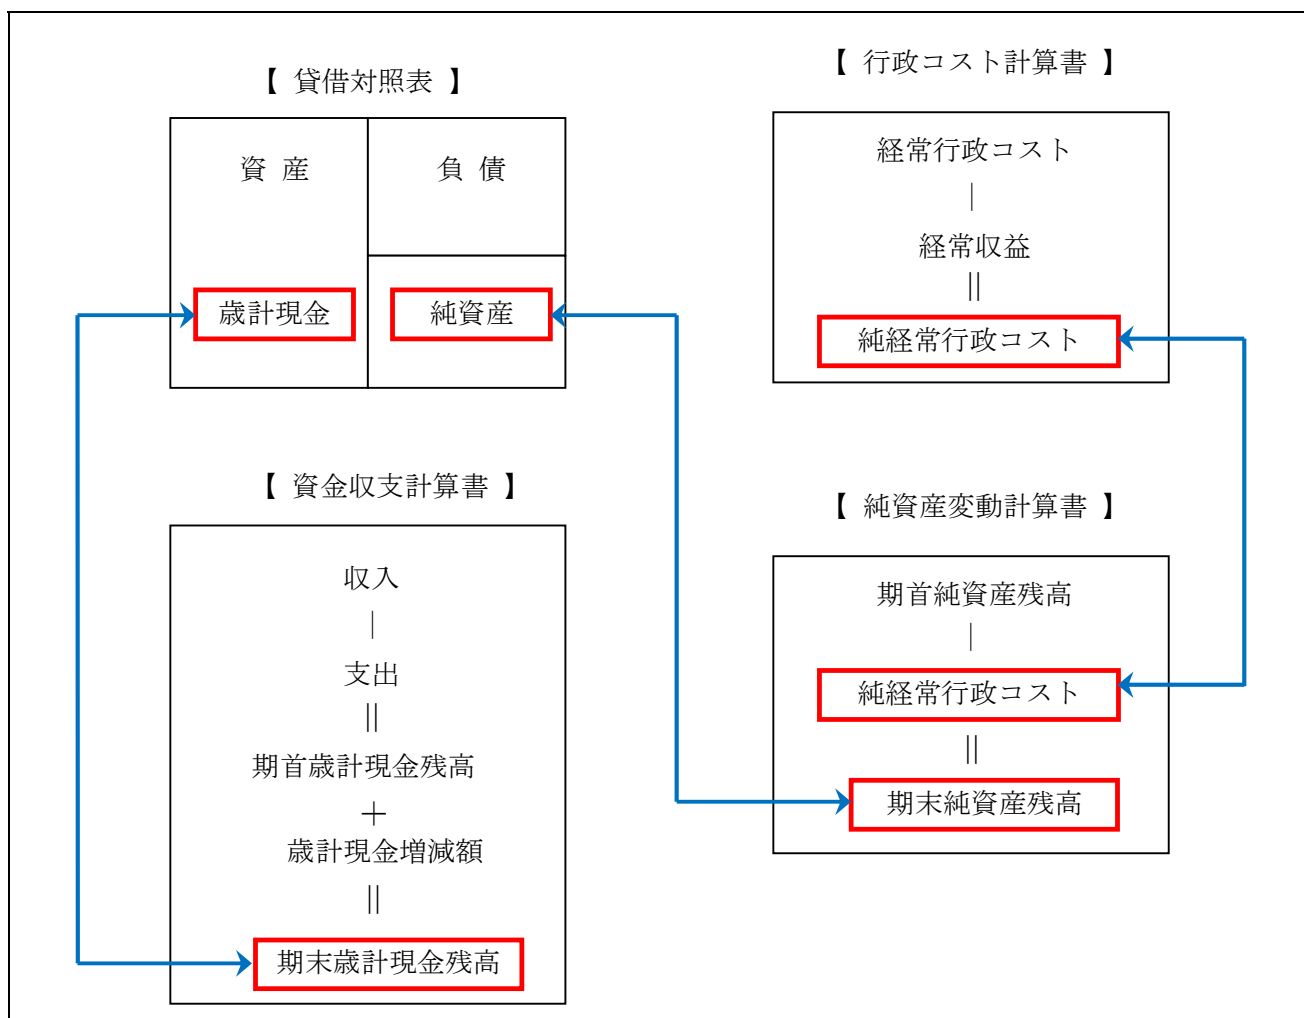 【 貸借対照表 】
資 産
負 債
歳計現金
純資産
【 行政コスト計算書 】
経常行政コスト
｜
経常収益
||
純経常行政コスト
【 資金収支計算書 】
収入
｜
支出
||
期首歳計現金残高
＋
歳計現金増減額
||
期末歳計現金残高
【 純資産変動計算書 】
期首純資産残高
｜
純経常行政コスト
||
期末純資産残高